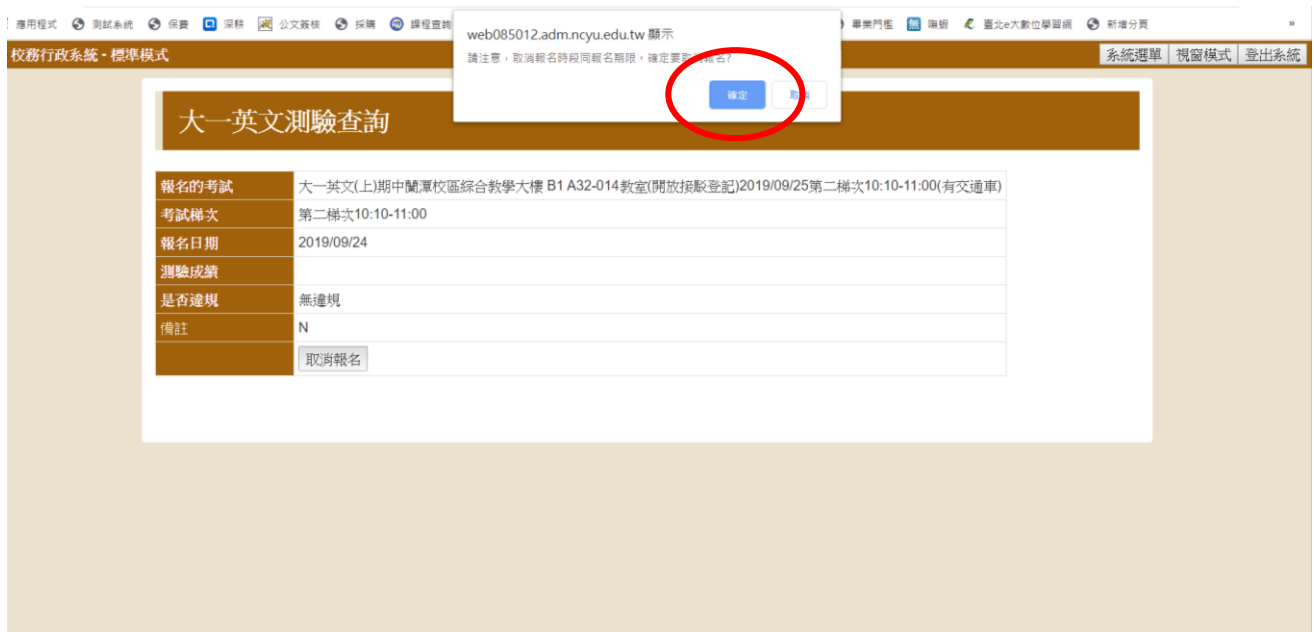 應用程式 測試系統 保費 深耕 公文簽核 採購 課程查詢 畢業門檻 臺北e大數位學習網 新增分頁 »
web085012.adm.ncyu.edu.tw 顯示
請注意，取消報名時段同報名期限。確定要取消報名?
確定 取消
校務行政系統 - 標準模式 系統選單 視窗模式 登出系統
大一英文測驗查詢
報名的考試 大一英文(上)期中蘭潭校區綜合教學大樓 B1 A32-014教室(開放接駁登記)2019/09/25第二梯次10:10-11:00(有交通車)
考試梯次 第二梯次10:10-11:00
報名日期 2019/09/24
測驗成績
是否違規 無違規
備註 N
取消報名